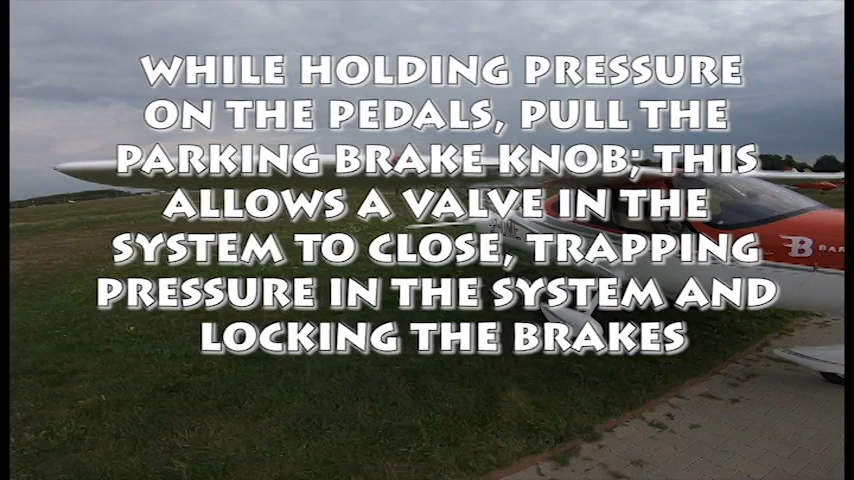 WHILE HOLDING PRESSURE
ON THE PEDALS, PULL THE
PARKING BRAKE KNOB; THIS
ALLOWS A VALVE IN THE
SYSTEM TO CLOSE, TRAPPING
PRESSURE IN THE SYSTEM AND
LOCKING THE BRAKES
B BAR